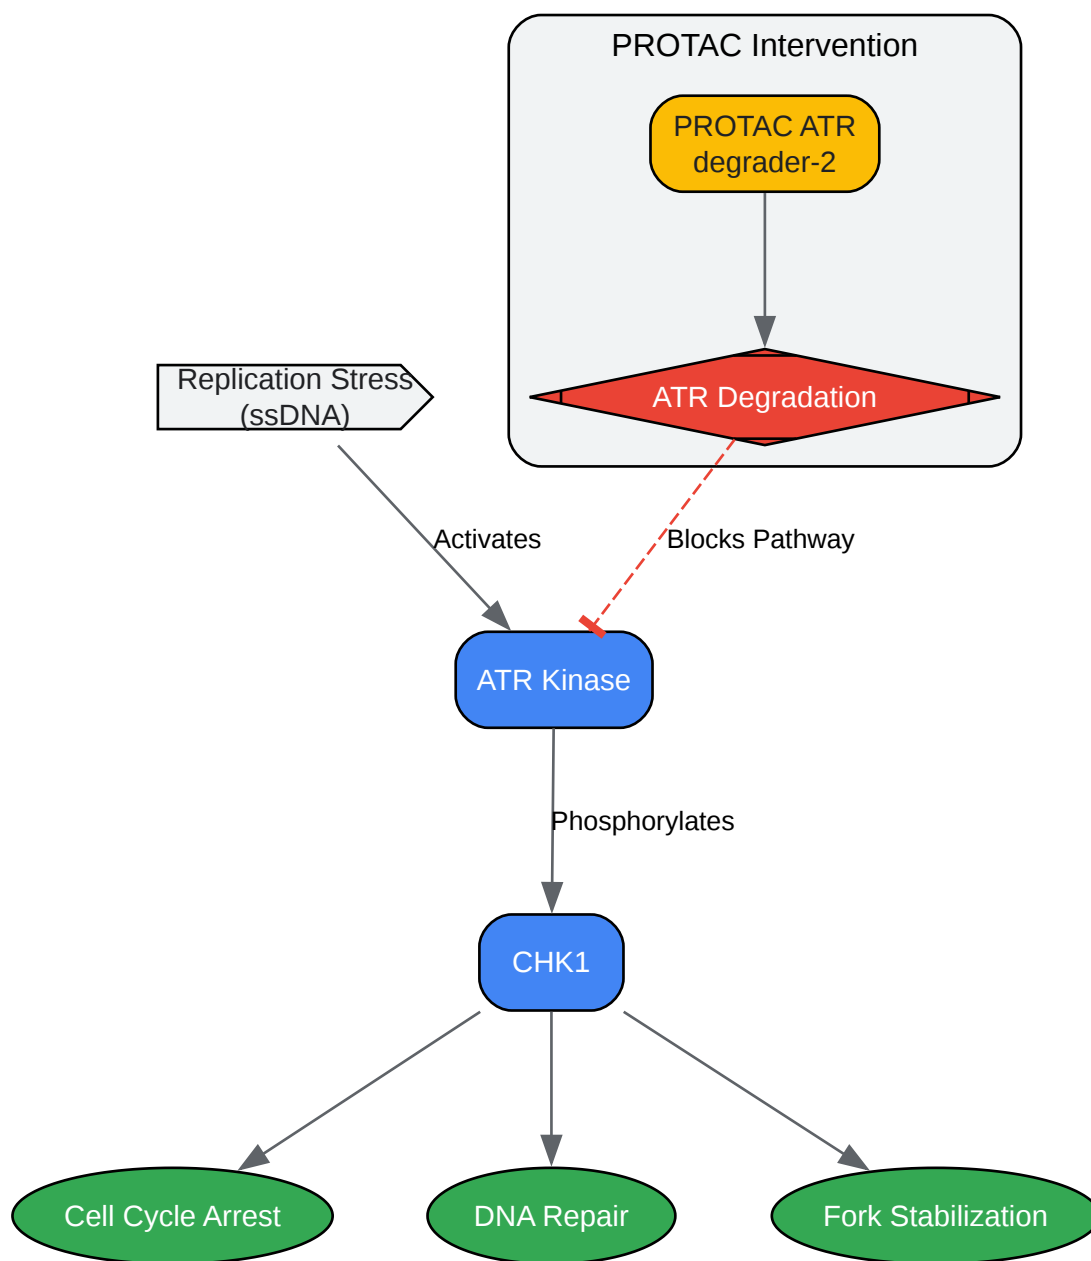 PROTAC Intervention
PROTAC ATR
degrader-2
ATR Degradation
Replication Stress
(ssDNA)
Activates
Blocks Pathway
ATR Kinase
Phosphorylates
CHK1
Cell Cycle Arrest
DNA Repair
Fork Stabilization